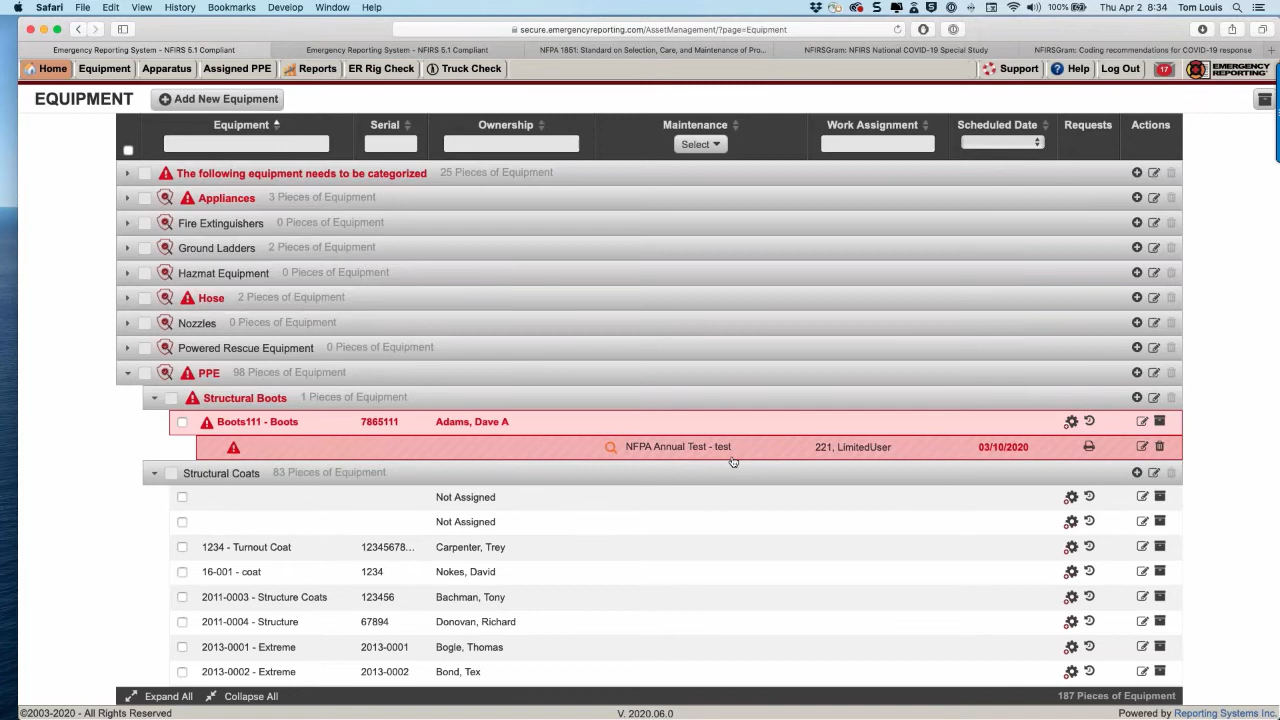 Safari File Edit View History Bookmarks Develop Window Help 100% Thu Apr 2 8:34 Tom Louis
secure.emergencyreporting.com/AssetManagement/?page=Equipment
Emergency Reporting System - NFIRS 5.1 Compliant Emergency Reporting System - NFIRS 5.1 Compliant NFPA 1851: Standard on Selection, Care, and Maintenance of Pro... NFIRSGram: NFIRS National COVID-19 Special Study NFIRSGram: Coding recommendations for COVID-19 response
Home Equipment Apparatus Assigned PPE Reports ER Rig Check Truck Check Support Help Log Out 17 EMERGENCY REPORTING
EQUIPMENT Add New Equipment
Equipment Serial Ownership Maintenance Work Assignment Scheduled Date Requests Actions
Select
The following equipment needs to be categorized 25 Pieces of Equipment
Appliances 3 Pieces of Equipment
Fire Extinguishers 0 Pieces of Equipment
Ground Ladders 2 Pieces of Equipment
Hazmat Equipment 0 Pieces of Equipment
Hose 2 Pieces of Equipment
Nozzles 0 Pieces of Equipment
Powered Rescue Equipment 0 Pieces of Equipment
PPE 98 Pieces of Equipment
Structural Boots 1 Pieces of Equipment
Boots111 - Boots 7865111 Adams, Dave A
NFPA Annual Test - test 221, LimitedUser 03/10/2020
Structural Coats 83 Pieces of Equipment
Not Assigned
Not Assigned
1234 - Turnout Coat 12345678... Carpenter, Trey
16-001 - coat 1234 Nokes, David
2011-0003 - Structure Coats 123456 Bachman, Tony
2011-0004 - Structure 67894 Donovan, Richard
2013-0001 - Extreme 2013-0001 Bogle, Thomas
2013-0002 - Extreme 2013-0002 Bond, Tex
Expand All Collapse All 187 Pieces of Equipment
©2003-2020 - All Rights Reserved V. 2020.06.0 Powered by Reporting Systems Inc.